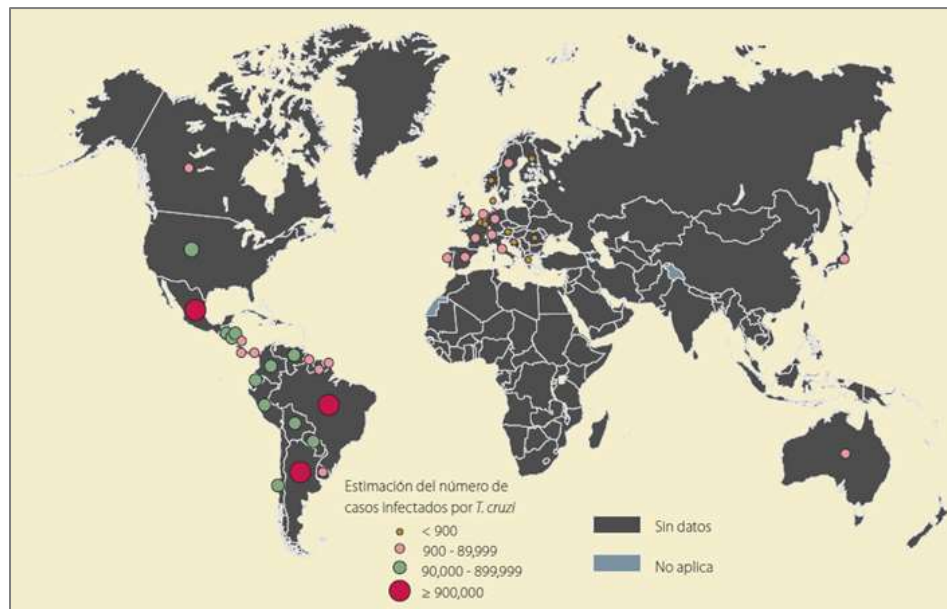 Estimación del número de
casos infectados por T. cruzi
< 900
900 - 89,999
90,000 - 899,999
≥ 900,000
Sin datos
No aplica